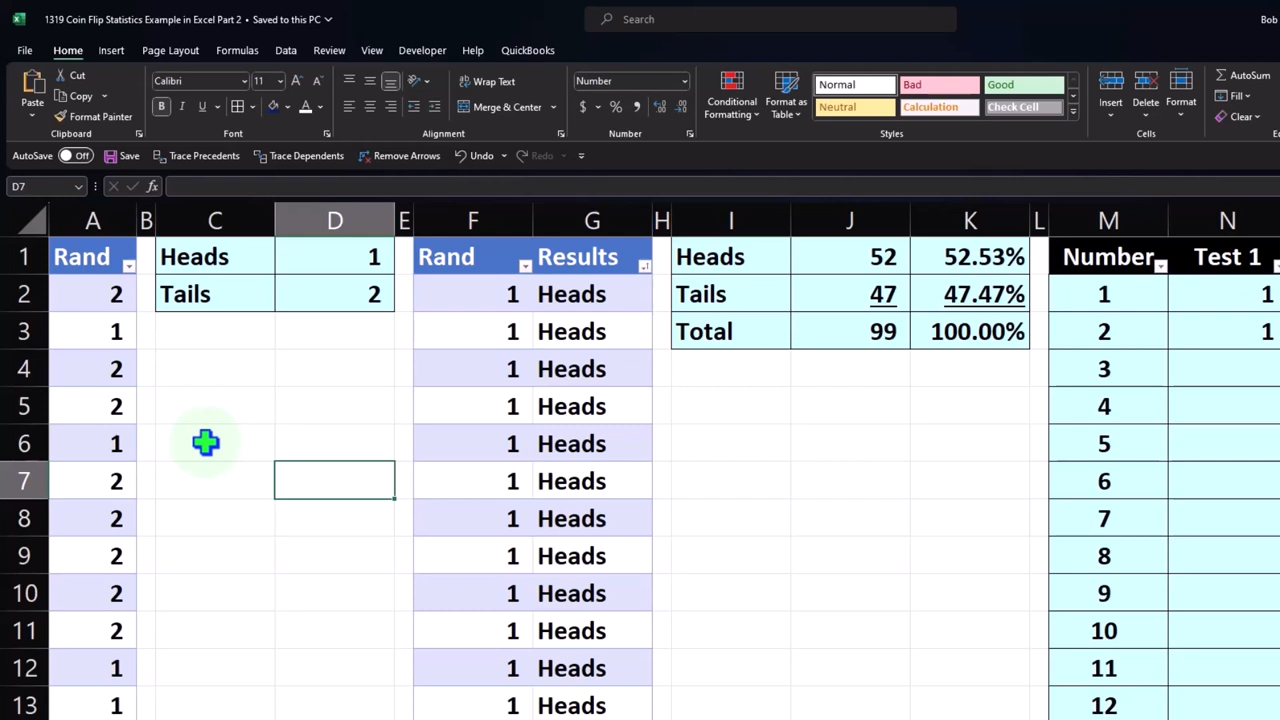 1319 Coin Flip Statistics Example in Excel Part 2 • Saved to this PC
Search
Bob
File Home Insert Page Layout Formulas Data Review View Developer Help QuickBooks
Paste
Cut
Copy
Format Painter
Clipboard
Calibri 11
B I U
Font
Wrap Text
Merge & Center
Alignment
Number
$ % 9
Number
Conditional Formatting
Format as Table
Normal Bad Good
Neutral Calculation Check Cell
Styles
Insert Delete Format
Cells
AutoSum
Fill
Clear
AutoSave Off Save Trace Precedents Trace Dependents Remove Arrows Undo Redo
D7 fx
A B C D E F G H I J K L M N
1 Rand Heads 1 Rand Results Heads 52 52.53% Number Test 1
2 2 Tails 2 1 Heads Tails 47 47.47% 1 1
3 1 1 Heads Total 99 100.00% 2 1
4 2 1 Heads 3
5 2 1 Heads 4
6 1 1 Heads 5
7 2 1 Heads 6
8 2 1 Heads 7
9 2 1 Heads 8
10 2 1 Heads 9
11 2 1 Heads 10
12 1 1 Heads 11
13 1 1 Heads 12